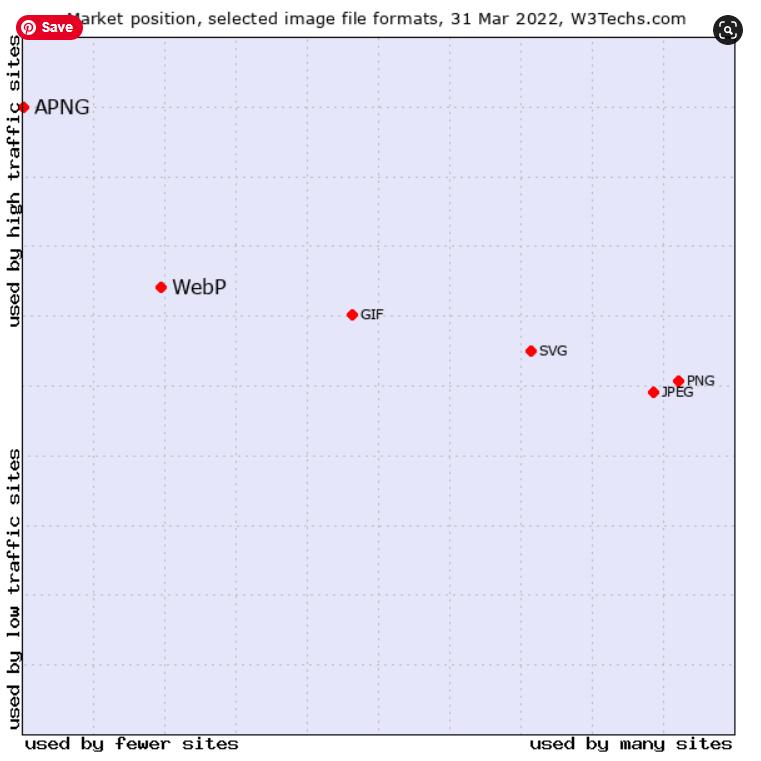 Market position, selected image file formats, 31 Mar 2022, W3Techs.com
Save
used by high traffic sites
APNG
WebP
GIF
SVG
PNG
JPEG
used by low traffic sites
used by fewer sites
used by many sites